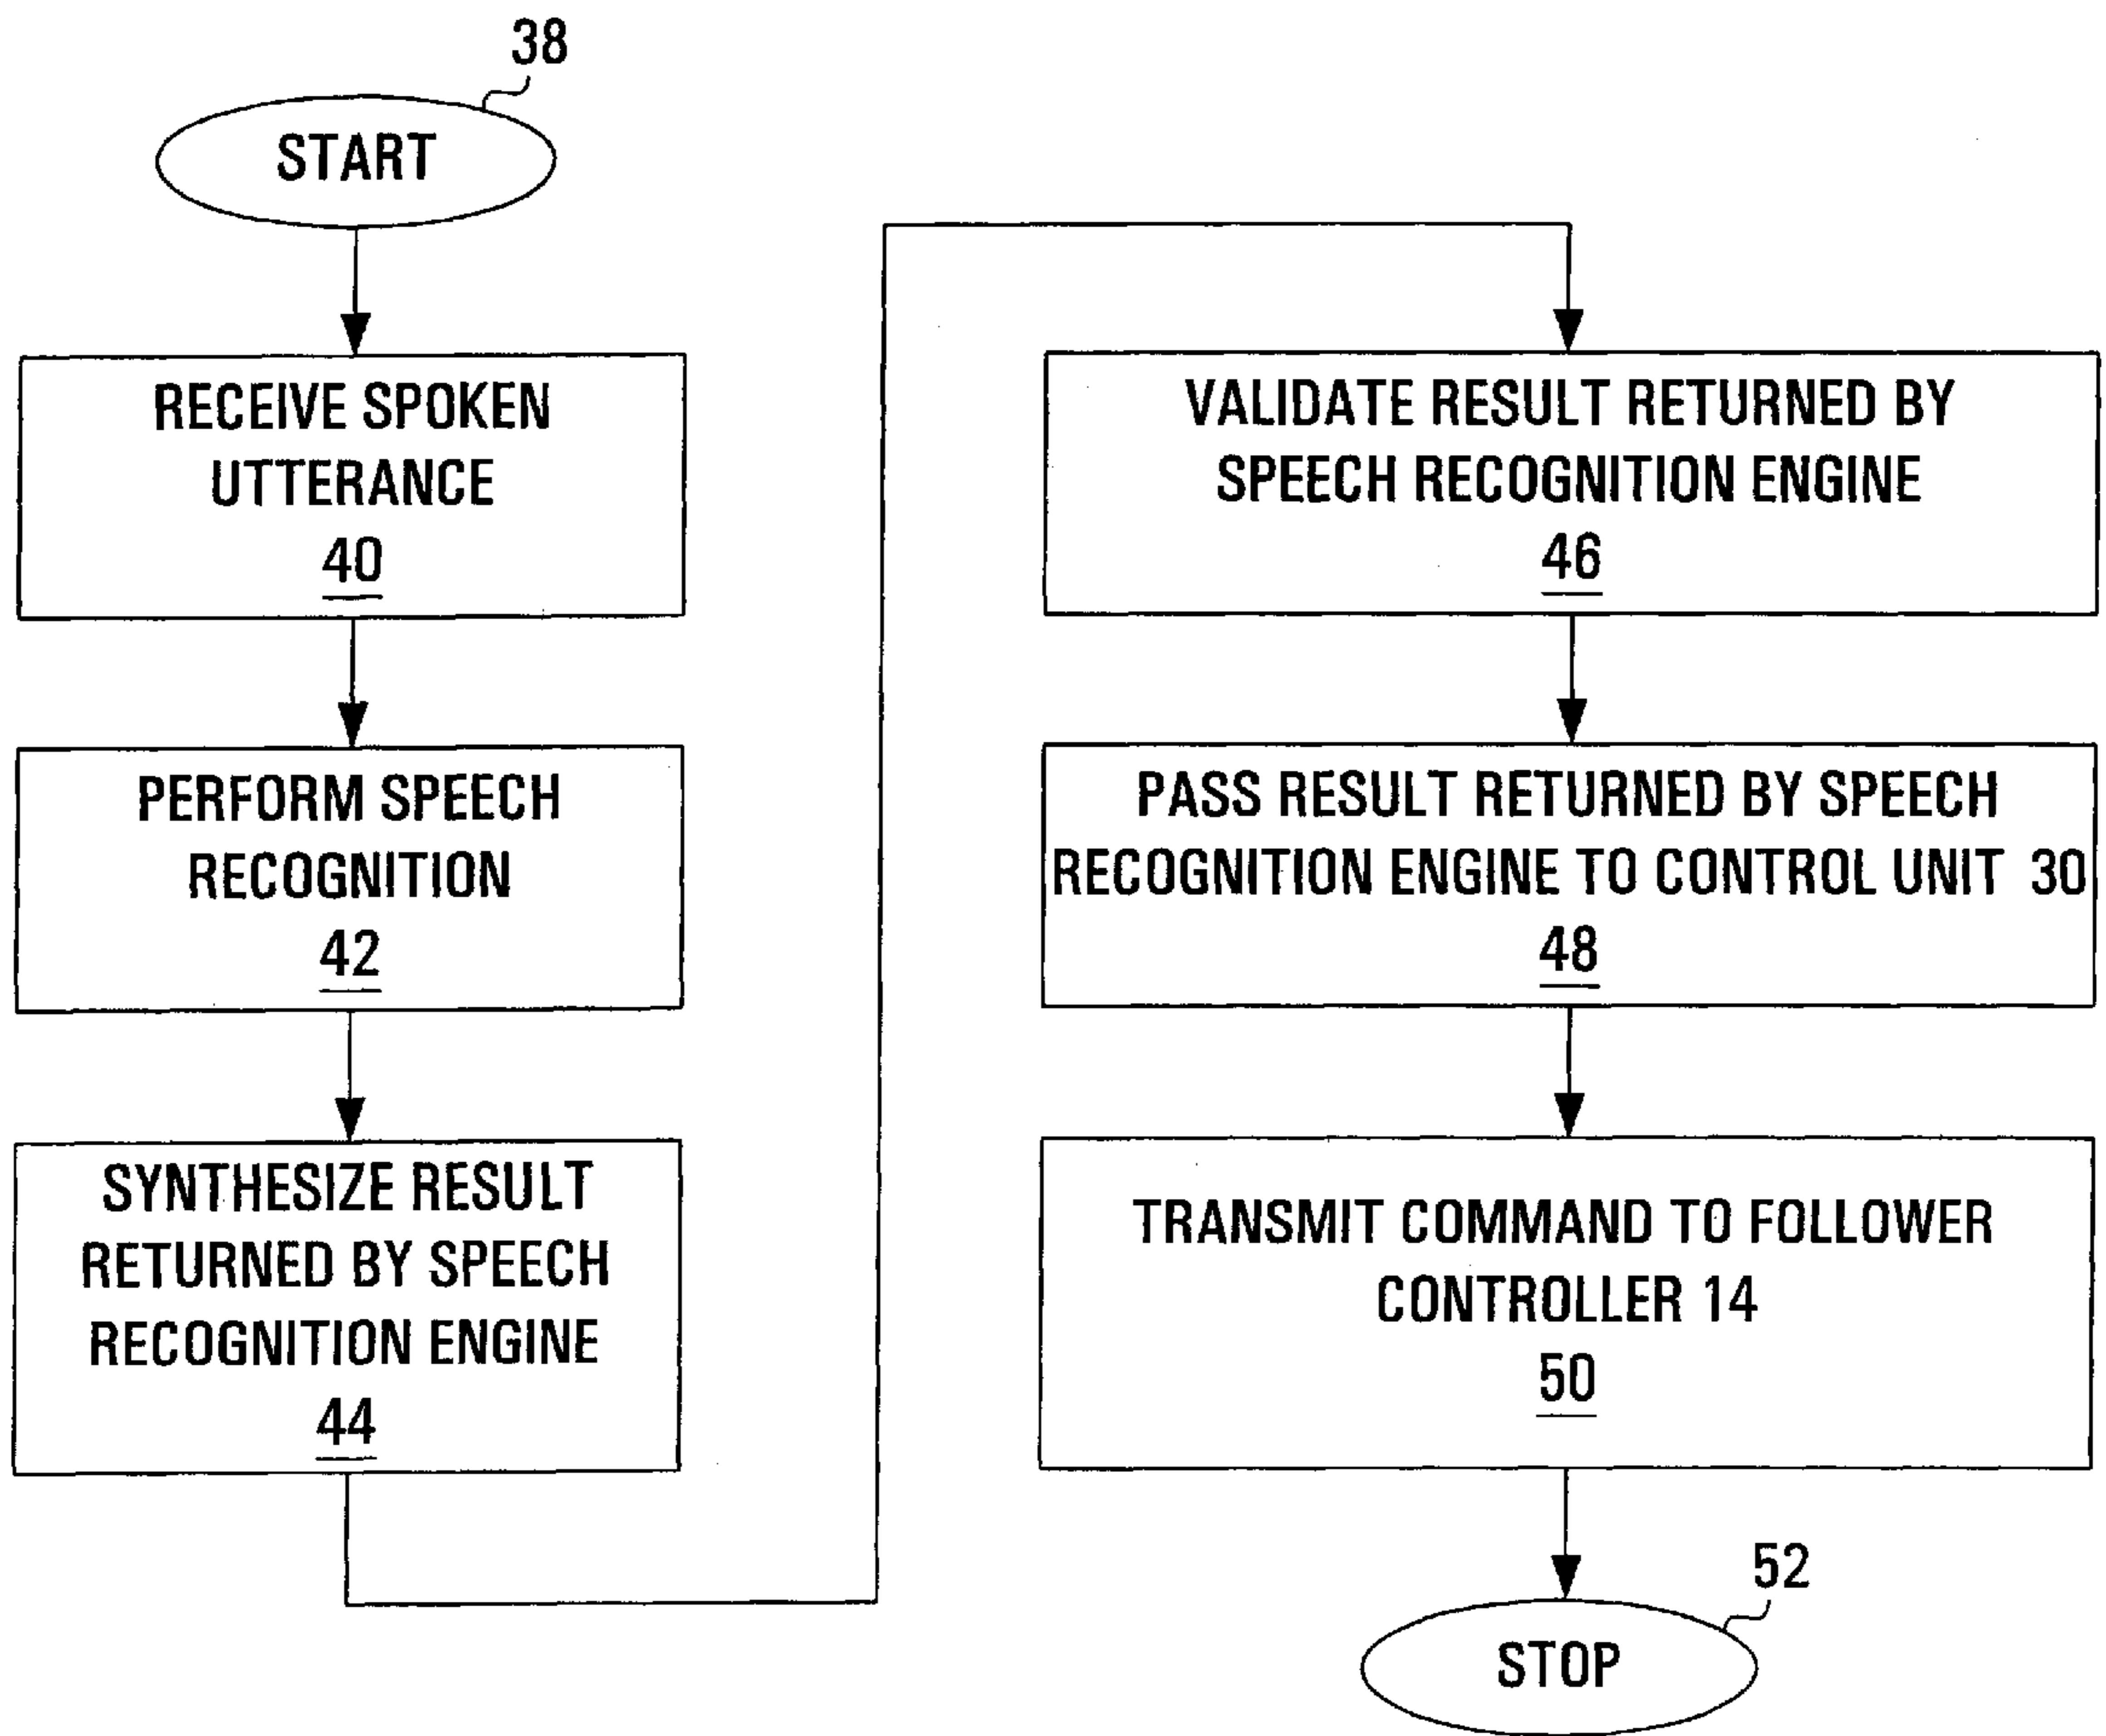 38
START
RECEIVE SPOKEN
UTTERANCE
40
PERFORM SPEECH
RECOGNITION
42
SYNTHESIZE RESULT
RETURNED BY SPEECH
RECOGNITION ENGINE
44
VALIDATE RESULT RETURNED BY
SPEECH RECOGNITION ENGINE
46
PASS RESULT RETURNED BY SPEECH
RECOGNITION ENGINE TO CONTROL UNIT 30
48
TRANSMIT COMMAND TO FOLLOWER
CONTROLLER 14
50
52
STOP